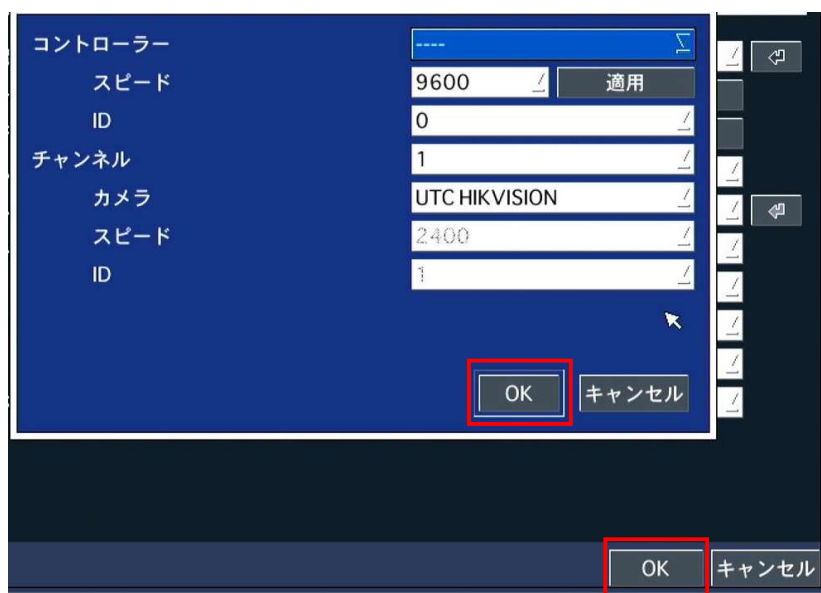 コントローラー ----
スピード 9600 適用
ID 0
チャンネル 1
カメラ UTC HIKVISION
スピード 2400
ID 1
OK キャンセル
OK キャンセル